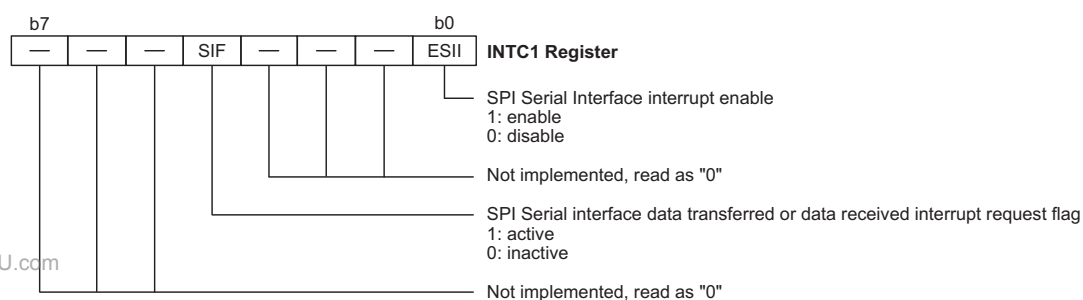 b7 b0
— — — SIF — — — ESII INTC1 Register
SPI Serial Interface interrupt enable
1: enable
0: disable
Not implemented, read as "0"
SPI Serial interface data transferred or data received interrupt request flag
1: active
0: inactive
U.com
Not implemented, read as "0"